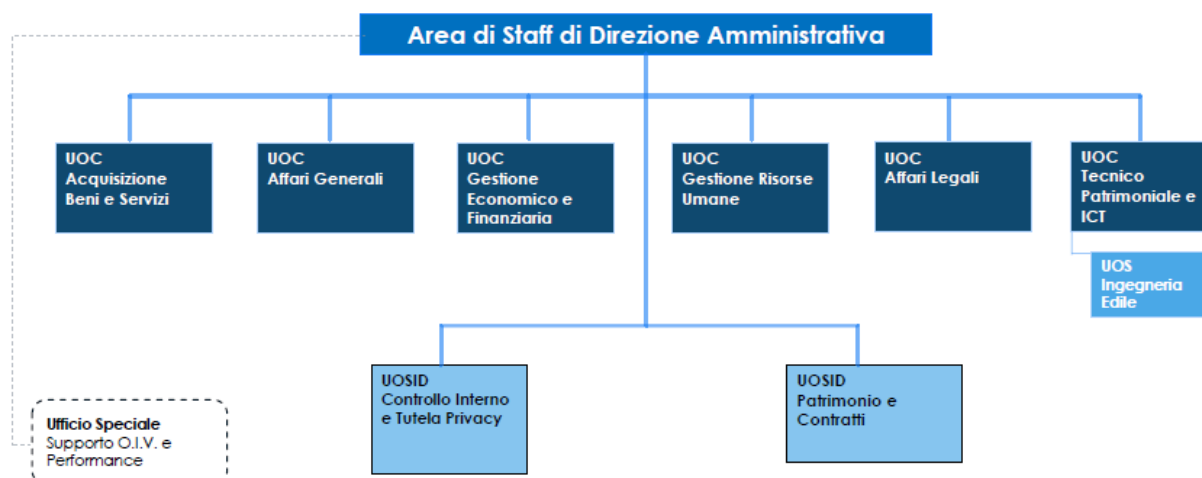 Area di Staff di Direzione Amministrativa
UOC
Acquisizione
Beni e Servizi
UOC
Affari Generali
UOC
Gestione
Economico e
Finanziaria
UOC
Gestione Risorse
Umane
UOC
Affari Legali
UOC
Tecnico
Patrimoniale e
ICT
UOS
Ingegneria
Edile
UOSID
Controllo Interno
e Tutela Privacy
UOSID
Patrimonio e
Contratti
Ufficio Speciale
Supporto O.I.V. e
Performance